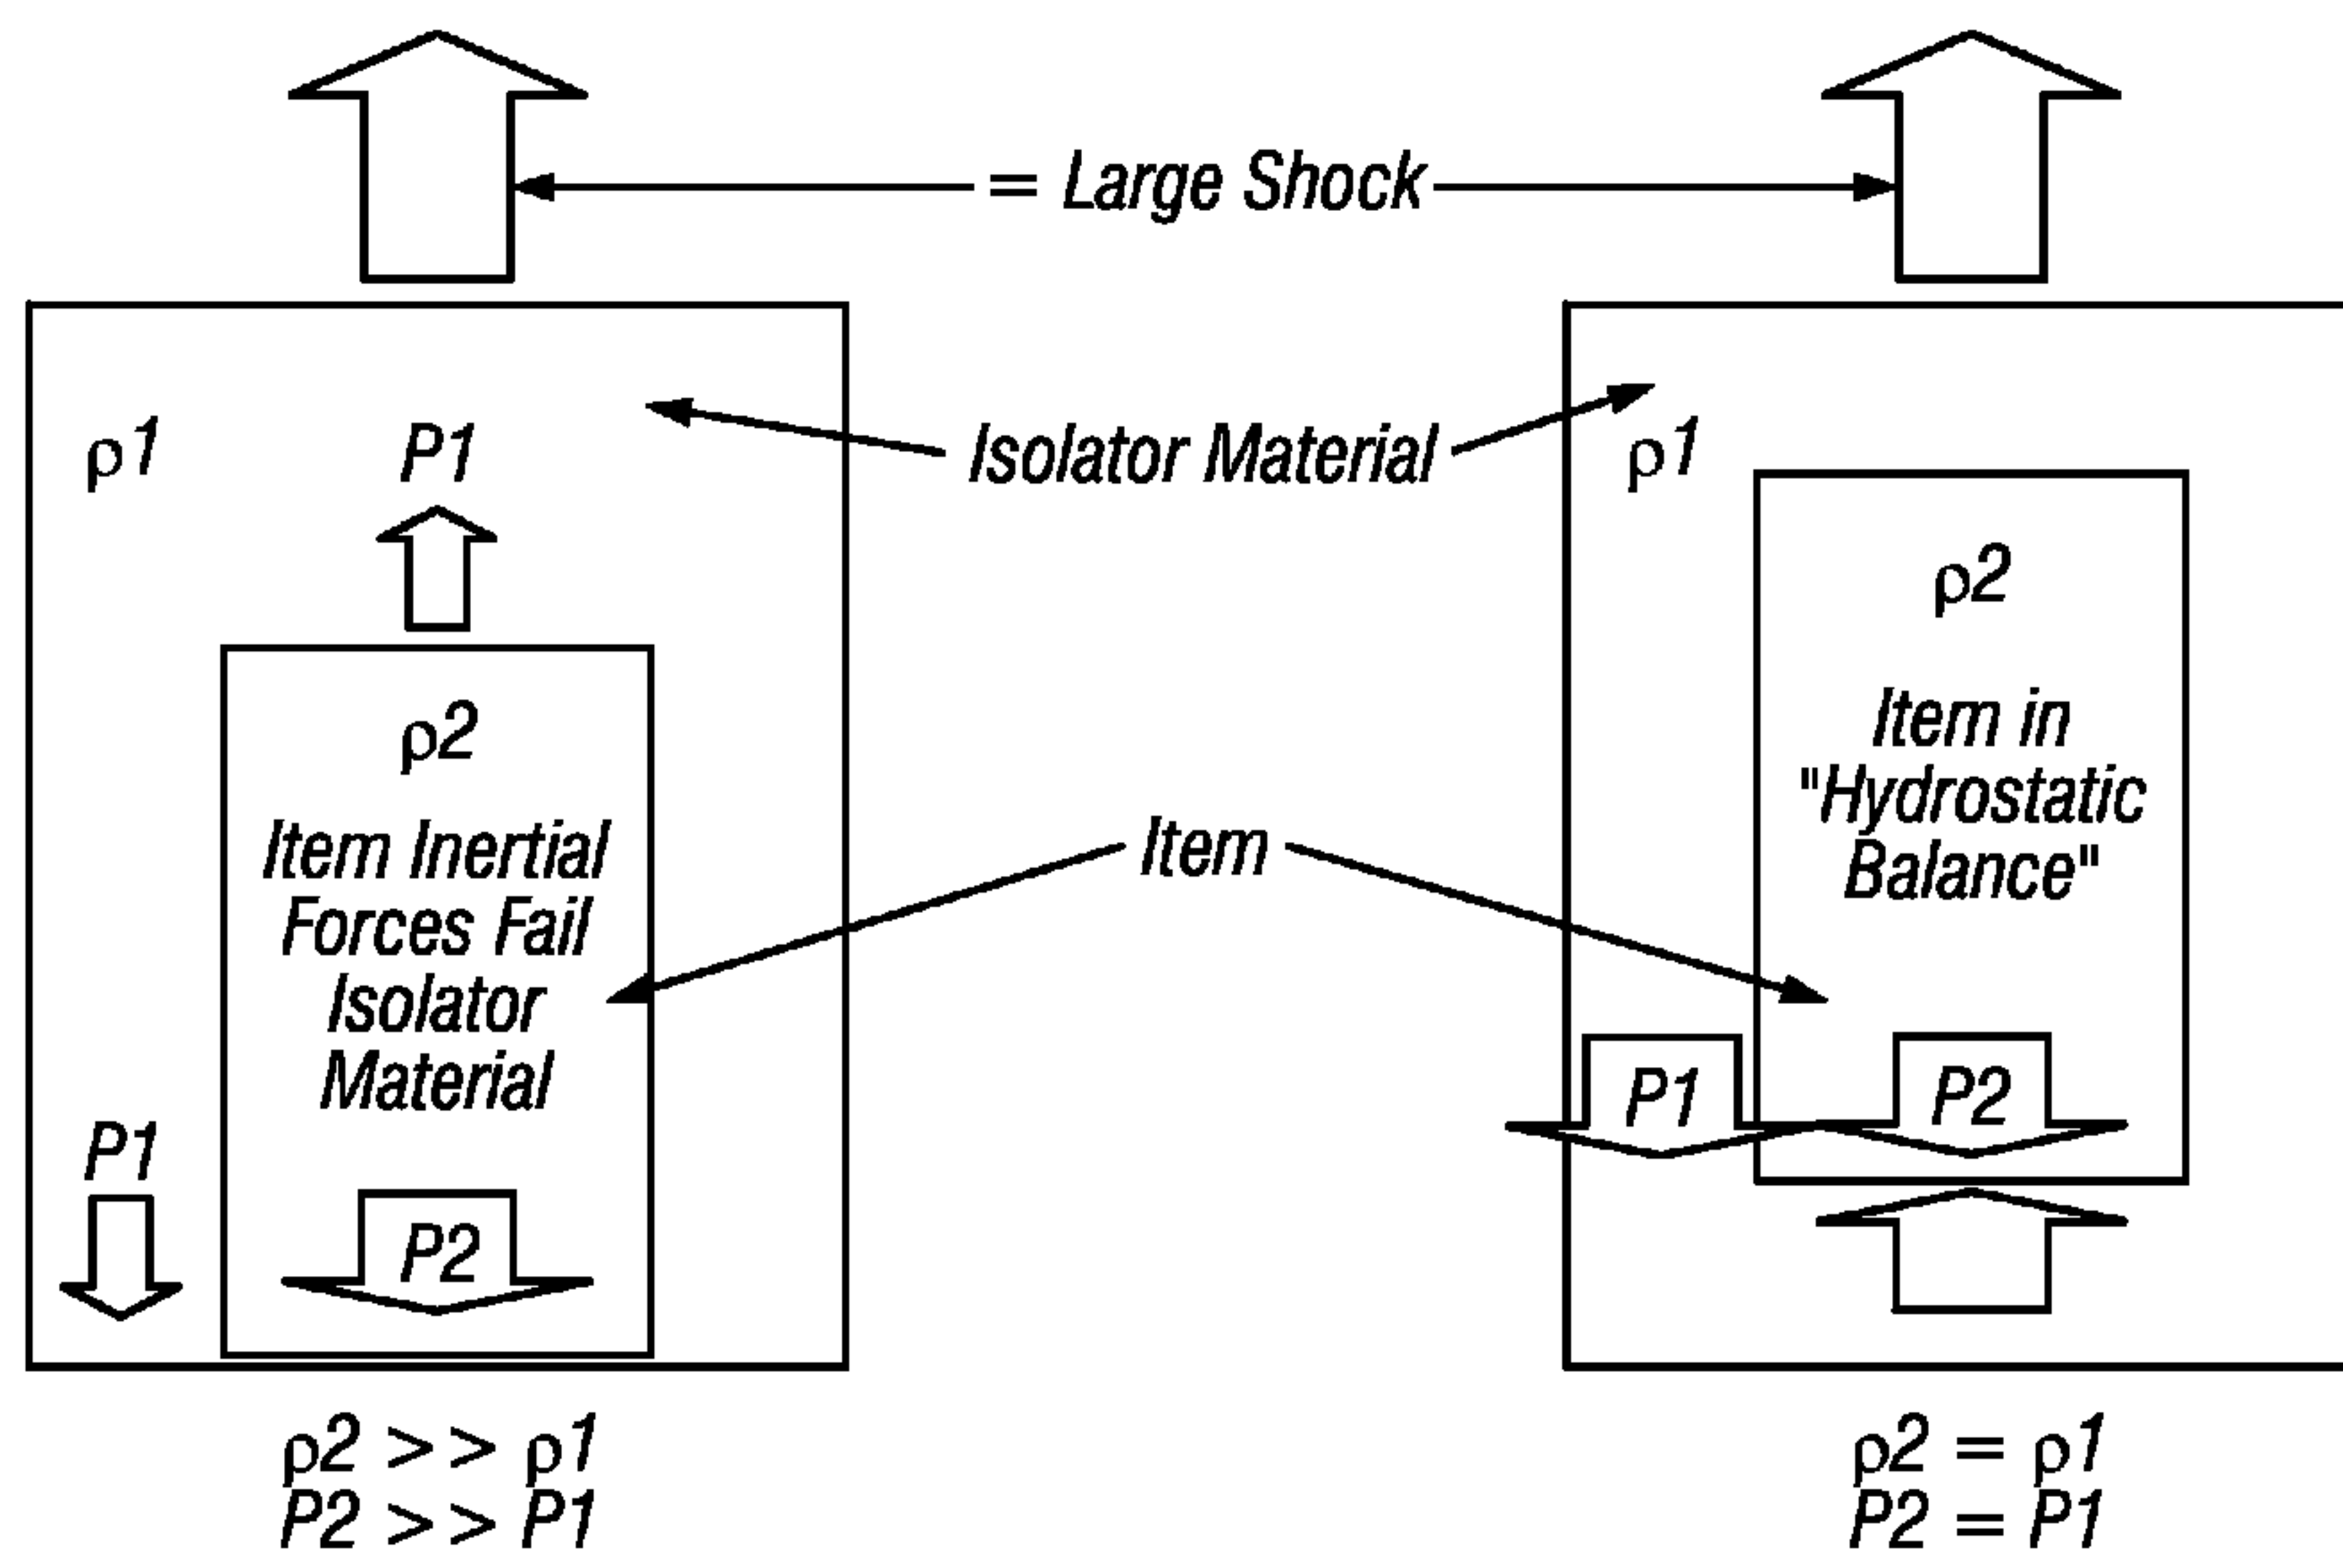 = Large Shock
ρ1
P1
Isolator Material
ρ1
ρ2
Item Inertial
Forces Fail
Isolator
Material
P1
P2
Item
ρ2
Item in
"Hydrostatic
Balance"
P1
P2
ρ2 >> ρ1
P2 >> P1
ρ2 = ρ1
P2 = P1